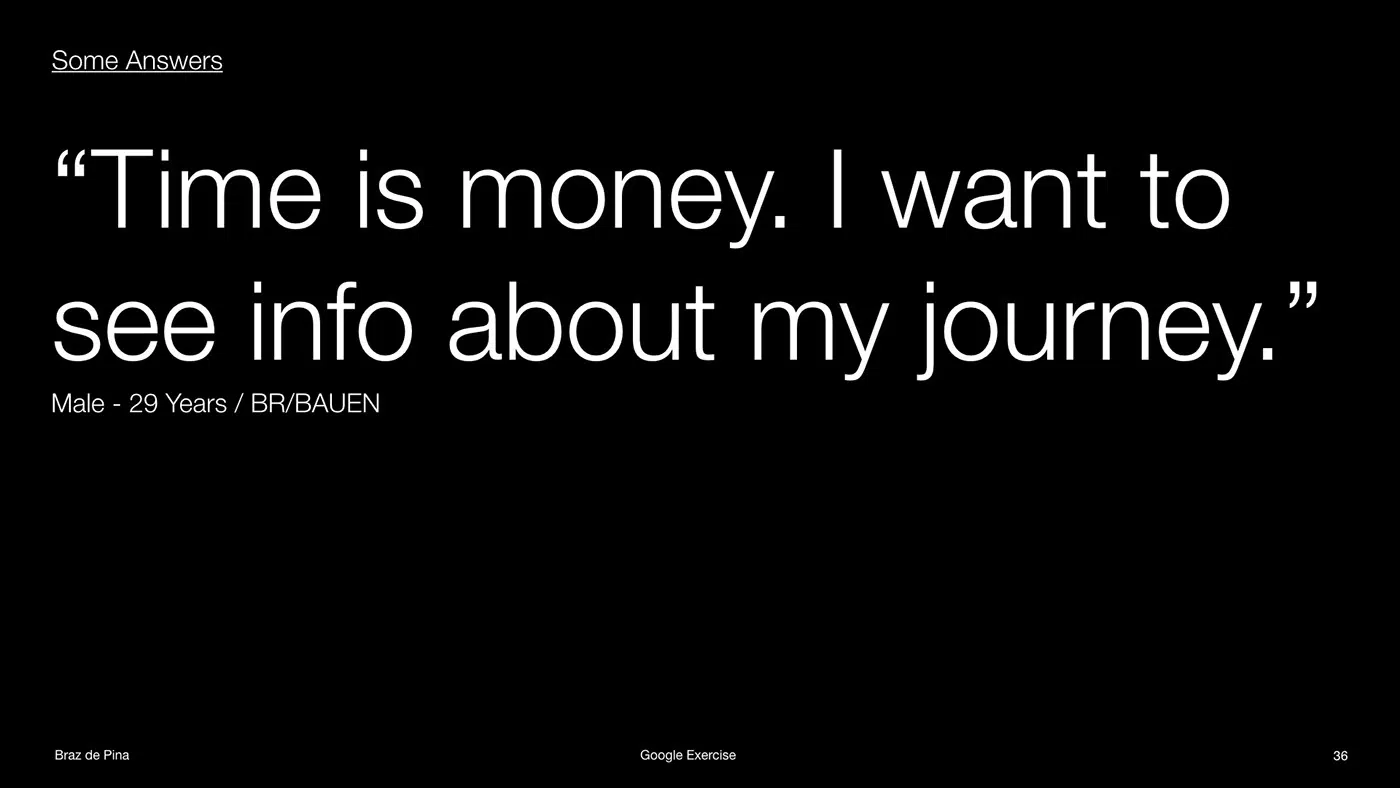 Some Answers
“Time is money. I want to
see info about my journey.”
Male - 29 Years / BR/BAUEN
Braz de Pina
Google Exercise
36